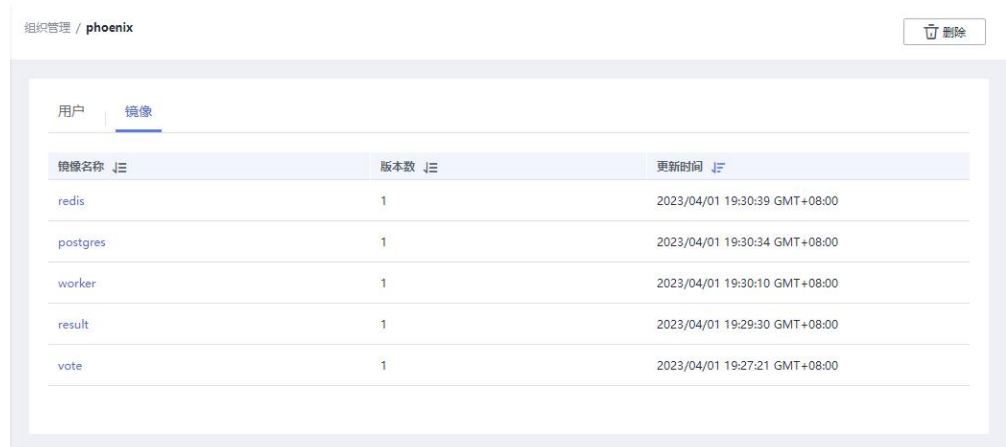 组织管理 / phoenix 删除
用户 镜像
镜像名称 版本数 更新时间
redis 1 2023/04/01 19:30:39 GMT+08:00
postgres 1 2023/04/01 19:30:34 GMT+08:00
worker 1 2023/04/01 19:30:10 GMT+08:00
result 1 2023/04/01 19:29:30 GMT+08:00
vote 1 2023/04/01 19:27:21 GMT+08:00